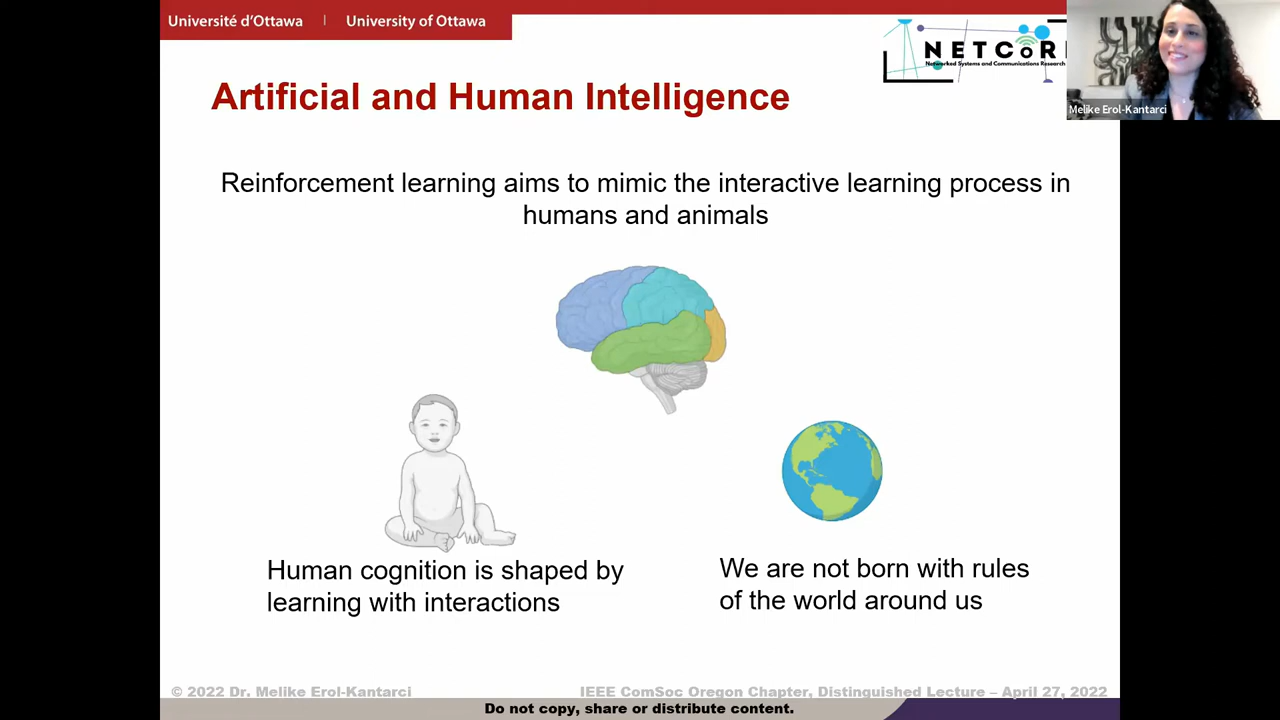 Université d'Ottawa | University of Ottawa
NETCOR
Networked Systems and Communications Research
Melike Erol-Kantarci
Artificial and Human Intelligence
Reinforcement learning aims to mimic the interactive learning process in
humans and animals
Human cognition is shaped by
learning with interactions
We are not born with rules
of the world around us
© 2022 Dr. Melike Erol-Kantarci
IEEE ComSoc Oregon Chapter, Distinguished Lecture – April 27, 2022
Do not copy, share or distribute content.